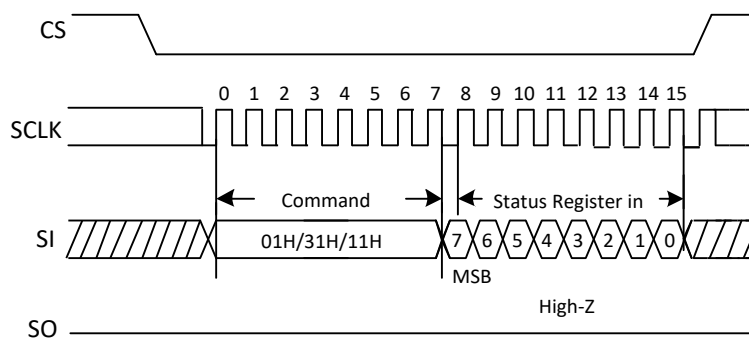 CS
0 1 2 3 4 5 6 7 8 9 10 11 12 13 14 15
SCLK
Command Status Register in
SI 01H/31H/11H 7 6 5 4 3 2 1 0
MSB
High-Z
SO